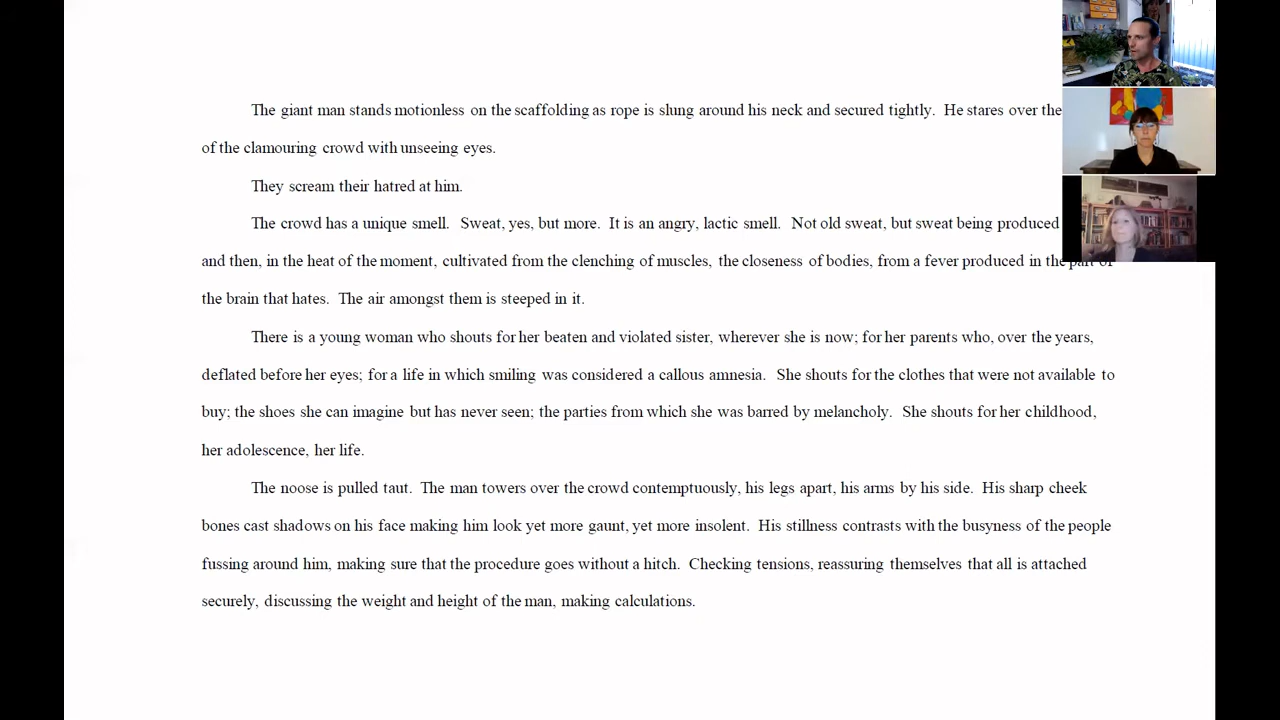 The giant man stands motionless on the scaffolding as rope is slung around his neck and secured tightly.  He stares over the
of the clamouring crowd with unseeing eyes.
They scream their hatred at him.
The crowd has a unique smell.  Sweat, yes, but more.  It is an angry, lactic smell.  Not old sweat, but sweat being produced
and then, in the heat of the moment, cultivated from the clenching of muscles, the closeness of bodies, from a fever produced in the part of
the brain that hates.  The air amongst them is steeped in it.
There is a young woman who shouts for her beaten and violated sister, wherever she is now; for her parents who, over the years,
deflated before her eyes; for a life in which smiling was considered a callous amnesia.  She shouts for the clothes that were not available to
buy; the shoes she can imagine but has never seen; the parties from which she was barred by melancholy.  She shouts for her childhood,
her adolescence, her life.
The noose is pulled taut.  The man towers over the crowd contemptuously, his legs apart, his arms by his side.  His sharp cheek
bones cast shadows on his face making him look yet more gaunt, yet more insolent.  His stillness contrasts with the busyness of the people
fussing around him, making sure that the procedure goes without a hitch.  Checking tensions, reassuring themselves that all is attached
securely, discussing the weight and height of the man, making calculations.